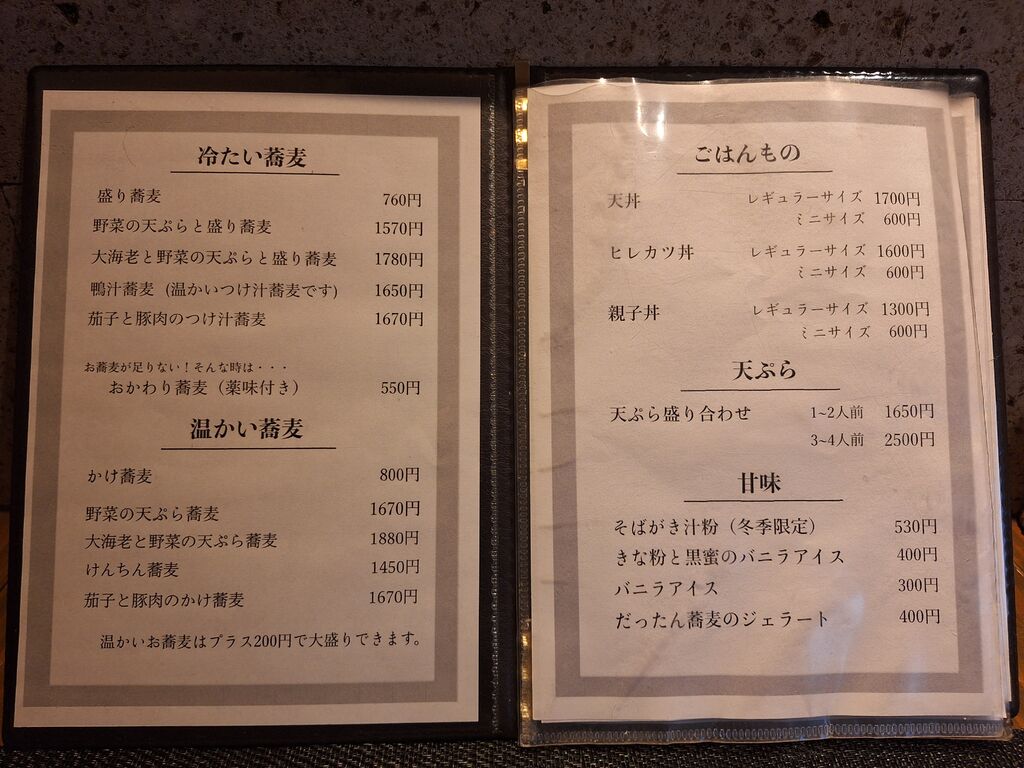 冷たい蕎麦
盛り蕎麦 760円
野菜の天ぷらと盛り蕎麦 1570円
大海老と野菜の天ぷらと盛り蕎麦 1780円
鴨汁蕎麦 (温かいつけ汁蕎麦です) 1650円
茄子と豚肉のつけ汁蕎麦 1670円
お蕎麦が足りない！そんな時は・・・
おかわり蕎麦（薬味付き） 550円
温かい蕎麦
かけ蕎麦 800円
野菜の天ぷら蕎麦 1670円
大海老と野菜の天ぷら蕎麦 1880円
けんちん蕎麦 1450円
茄子と豚肉のかけ蕎麦 1670円
温かいお蕎麦はプラス200円で大盛りできます。
ごはんもの
天丼 レギュラーサイズ 1700円
ミニサイズ 600円
ヒレカツ丼 レギュラーサイズ 1600円
ミニサイズ 600円
親子丼 レギュラーサイズ 1300円
ミニサイズ 600円
天ぷら
天ぷら盛り合わせ 1~2人前 1650円
3~4人前 2500円
甘味
そばがき汁粉（冬季限定） 530円
きな粉と黒蜜のバニラアイス 400円
バニラアイス 300円
だったん蕎麦のジェラート 400円